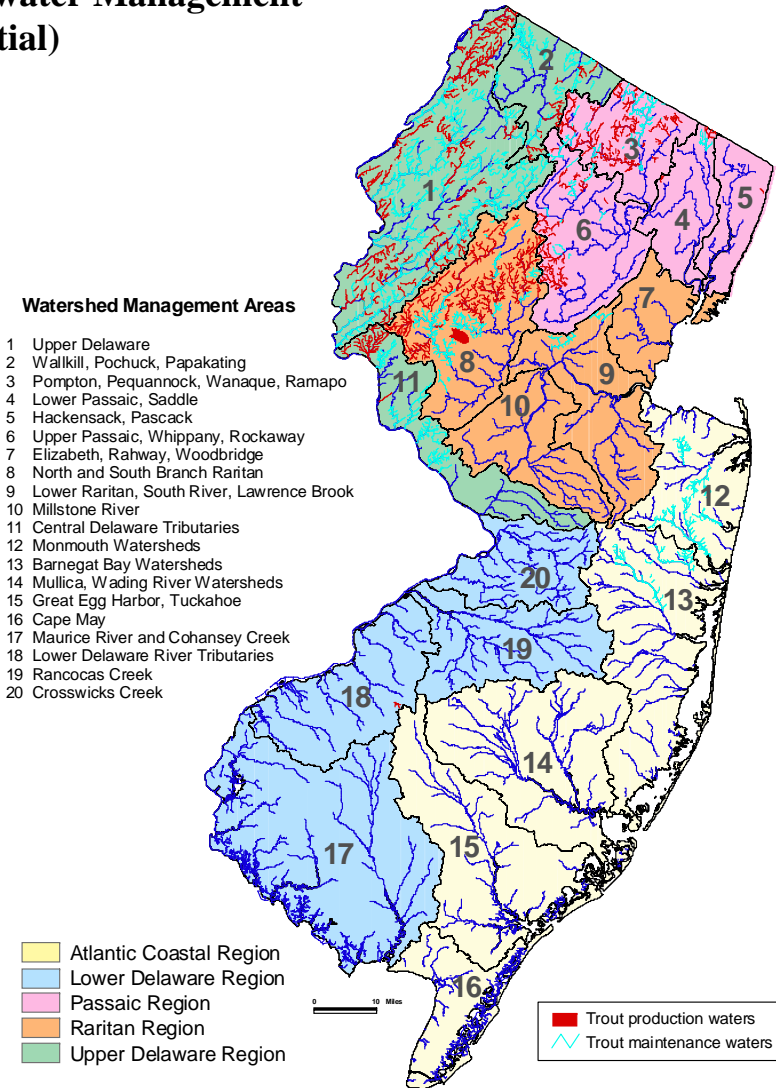 water Management
tial)
Watershed Management Areas
1 Upper Delaware
2 Wallkill, Pochuck, Papakating
3 Pompton, Pequannock, Wanaque, Ramapo
4 Lower Passaic, Saddle
5 Hackensack, Pascack
6 Upper Passaic, Whippany, Rockaway
7 Elizabeth, Rahway, Woodbridge
8 North and South Branch Raritan
9 Lower Raritan, South River, Lawrence Brook
10 Millstone River
11 Central Delaware Tributaries
12 Monmouth Watersheds
13 Barnegat Bay Watersheds
14 Mullica, Wading River Watersheds
15 Great Egg Harbor, Tuckahoe
16 Cape May
17 Maurice River and Cohansey Creek
18 Lower Delaware River Tributaries
19 Rancocas Creek
20 Crosswicks Creek
2
3
1
5
4
6
7
8
9
11
10
12
20
13
19
18
14
15
17
16
Atlantic Coastal Region
Lower Delaware Region
Passaic Region
Raritan Region
Upper Delaware Region
0 10 Miles
Trout production waters
Trout maintenance waters